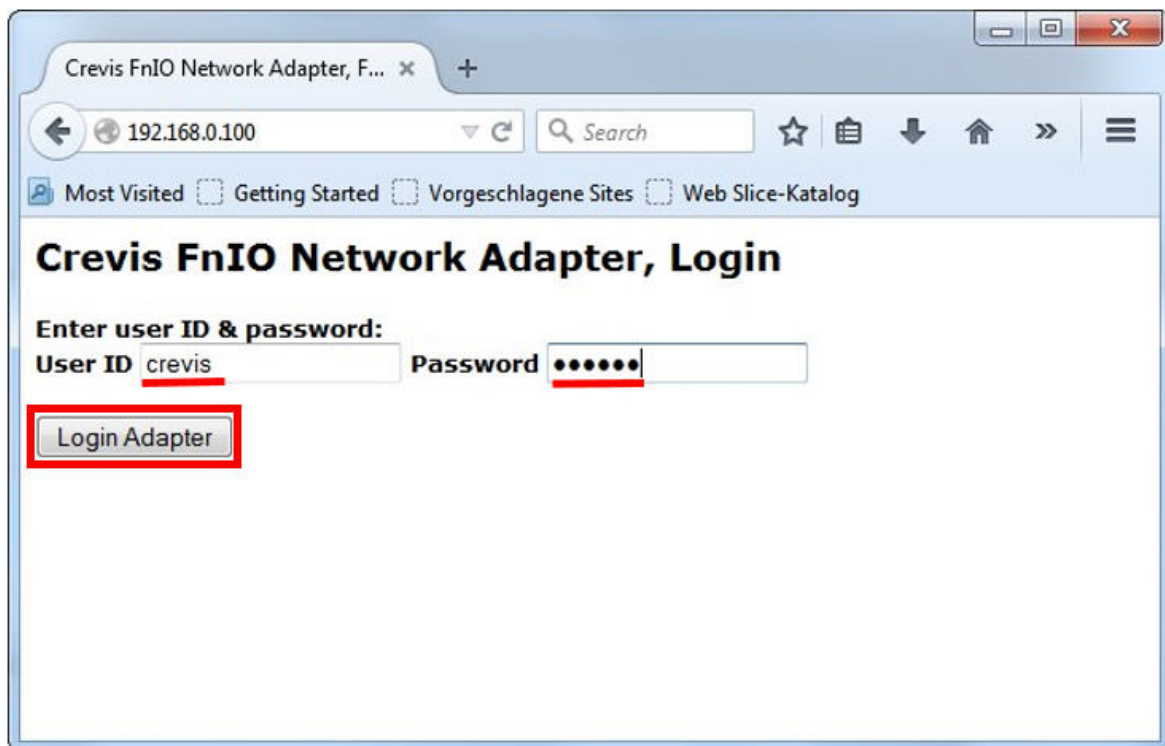 Crevis FnIO Network Adapter, F...
192.168.0.100 Search
Most Visited Getting Started Vorgeschlagene Sites Web Slice-Katalog
Crevis FnIO Network Adapter, Login
Enter user ID & password:
User ID crevis Password ••••••
Login Adapter